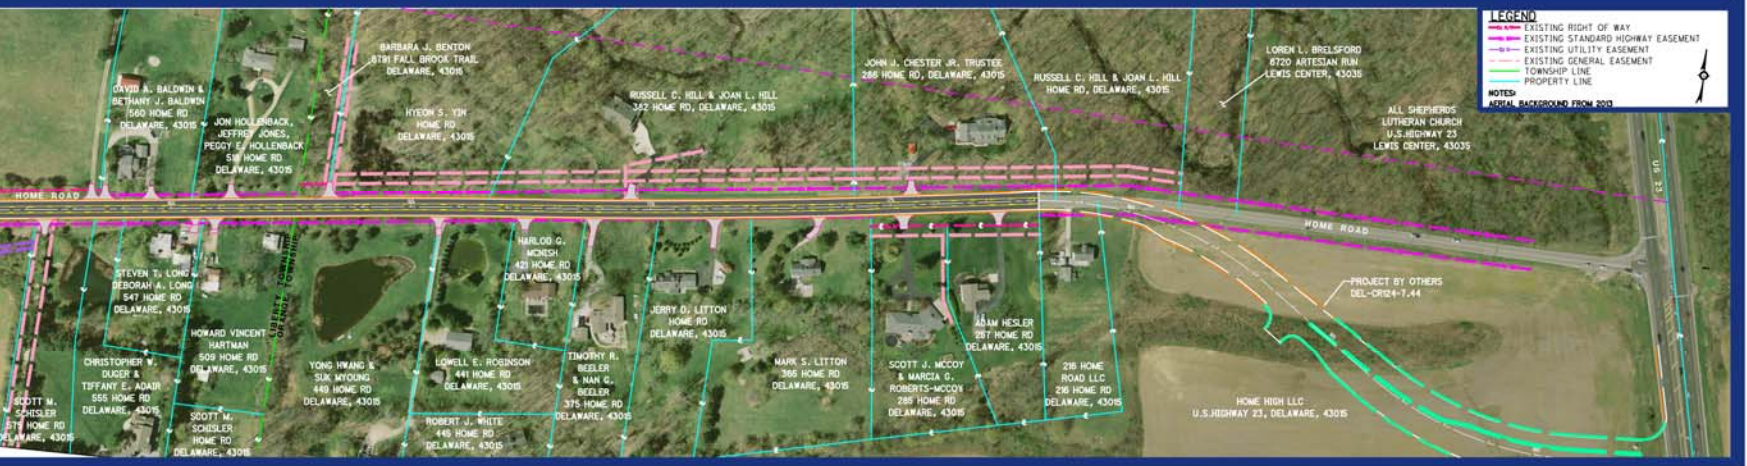 LEGEND
EXISTING RIGHT OF WAY
EXISTING STANDARD HIGHWAY EASEMENT
EXISTING UTILITY EASEMENT
EXISTING GENERAL EASEMENT
TOWNSHIP LINE
PROPERTY LINE
NOTES:
AERIAL BACKGROUND FROM 2013
DAVID A. BALDWIN &
BETHANY J. BALDWIN
560 HOME RD
DELAWARE, 43015
JON HOLLENBACK,
JEFFREY JONES,
PEGGY E. HOLLENBACK
518 HOME RD
DELAWARE, 43015
BARBARA J. BENTON
6791 FALL BROOK TRAIL
DELAWARE, 43015
HYEON S. YIN
HOME RD
DELAWARE, 43015
RUSSELL C. HILL & JOAN L. HILL
382 HOME RD, DELAWARE, 43015
JOHN J. CHESTER JR. TRUSTEE
288 HOME RD, DELAWARE, 43015
RUSSELL C. HILL & JOAN L. HILL
HOME RD, DELAWARE, 43015
LOREN L. BRELSFORD
6720 ARTESIAN RUN
LEWIS CENTER, 43035
ALL SHEPHERDS
LUTHERAN CHURCH
U.S.HIGHWAY 23
LEWIS CENTER, 43035
US 23
HOME ROAD
HOME ROAD
STEVEN T. LONG
DEBORAH A. LONG
547 HOME RD
DELAWARE, 43015
LIBERTY TOWNSHIP
ORANGE TOWNSHIP
HOWARD VINCENT
HARTMAN
509 HOME RD
DELAWARE, 43015
CHRISTOPHER W.
DUGER &
TIFFANY E. ADAIR
555 HOME RD
DELAWARE, 43015
SCOTT M.
SCHISLER
575 HOME RD
DELAWARE, 43015
SCOTT M.
SCHISLER
HOME RD
DELAWARE, 43015
YONG HWANG &
SUK MYOUNG
449 HOME RD
DELAWARE, 43015
LOWELL E. ROBINSON
441 HOME RD
DELAWARE, 43015
ROBERT J. WHITE
445 HOME RD
DELAWARE, 43015
HARLOD G.
MCNISH
421 HOME RD
DELAWARE, 43015
TIMOTHY R.
BEELER
& NAN C.
BEELER
375 HOME RD
DELAWARE, 43015
JERRY D. LITTON
HOME RD
DELAWARE, 43015
MARK S. LITTON
366 HOME RD
DELAWARE, 43015
SCOTT J. MCCOY
& MARCIA G.
ROBERTS-MCCOY
285 HOME RD
DELAWARE, 43015
ADAM HESLER
257 HOME RD
DELAWARE, 43015
216 HOME
ROAD LLC
216 HOME RD
DELAWARE, 43015
PROJECT BY OTHERS
DEL-CR124-7.44
HOME HIGH LLC
U.S.HIGHWAY 23, DELAWARE, 43015